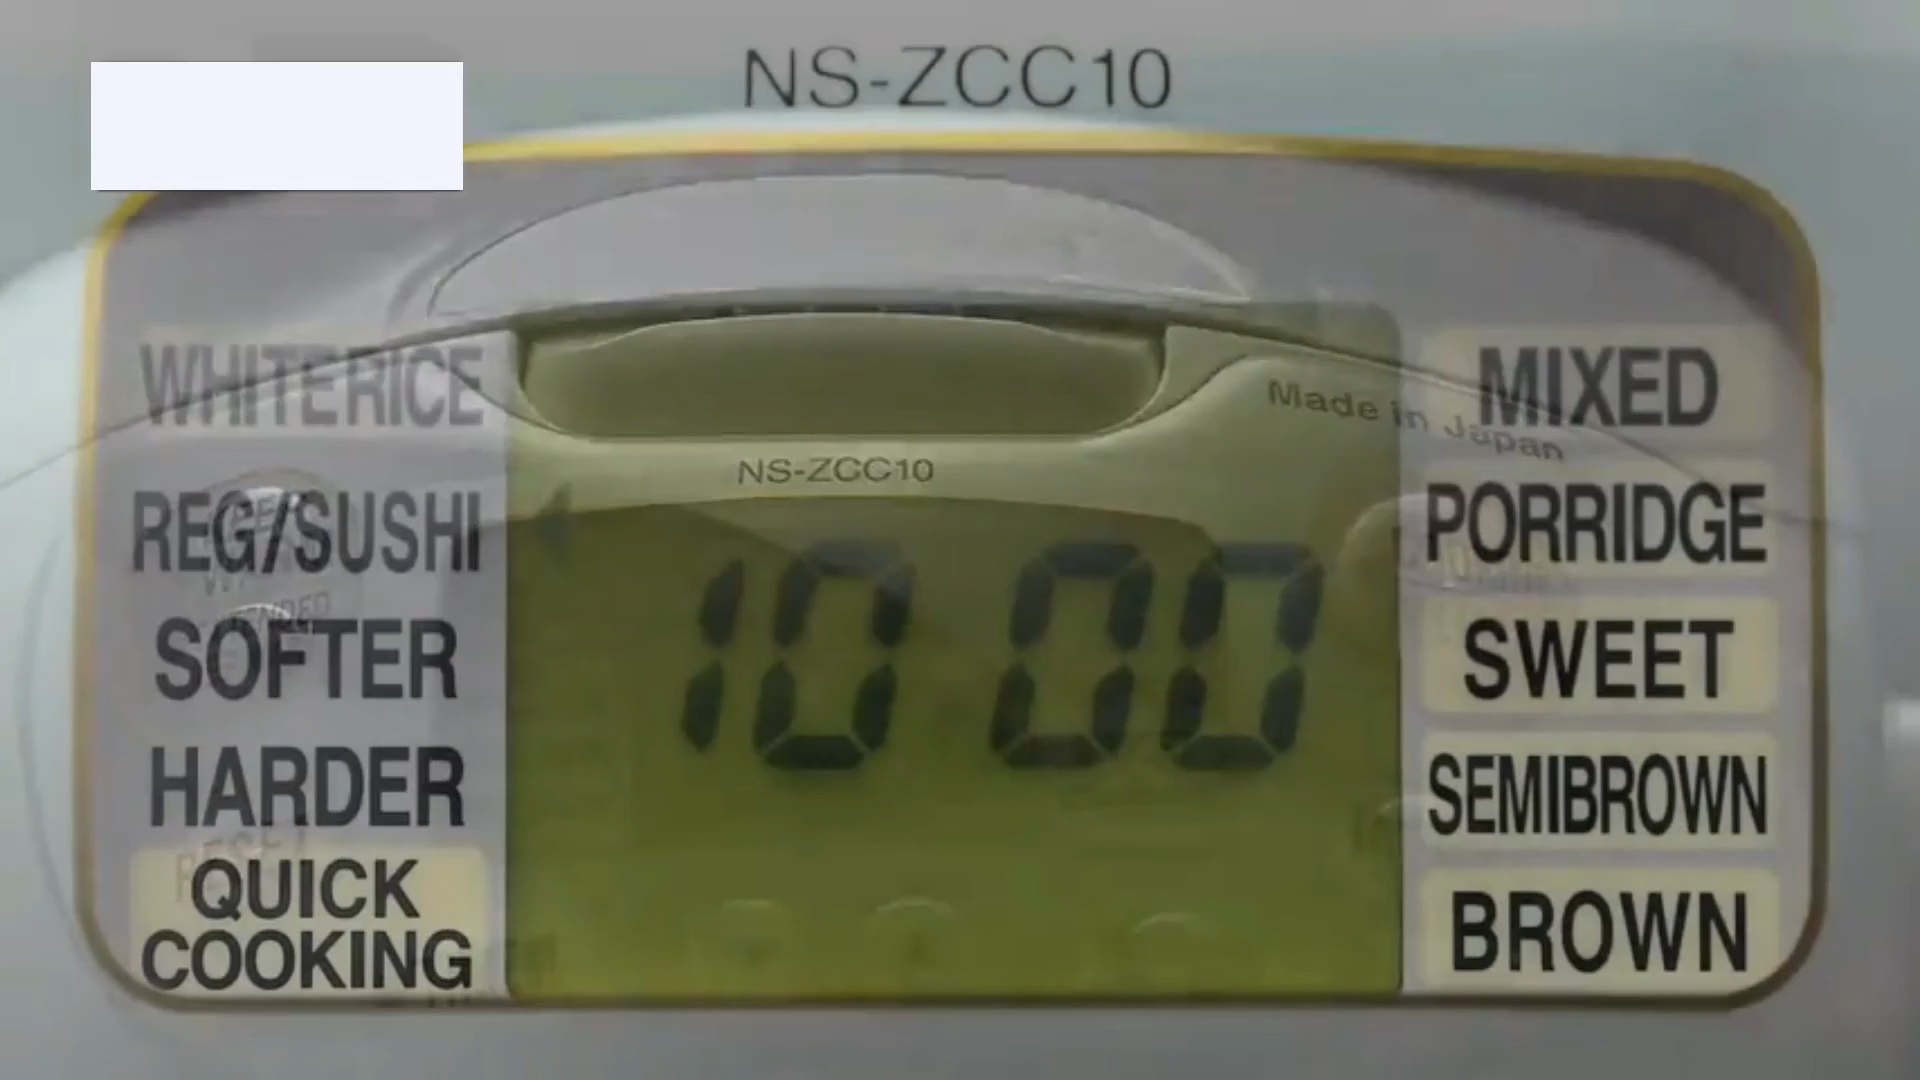 NS-ZCC10
WHITE RICE
REG/SUSHI
SOFTER
HARDER
QUICK
COOKING
NS-ZCC10
10 00
Made in Japan
MIXED
PORRIDGE
SWEET
SEMIBROWN
BROWN
RESET